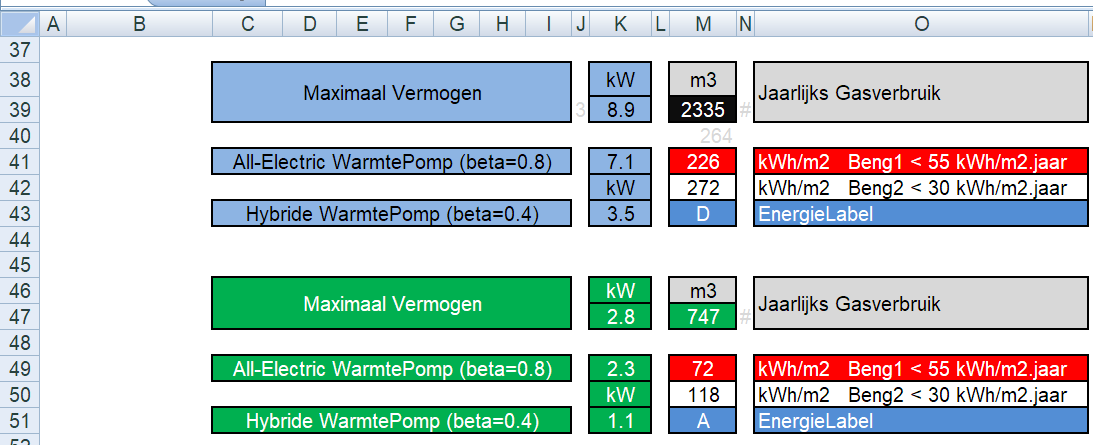 A B C D E F G H I J K L M N O
37
38 Maximaal Vermogen kW m3 Jaarlijks Gasverbruik
39 3 8.9 2335 #
40 264
41 All-Electric WarmtePomp (beta=0.8) 7.1 226 kWh/m2 Beng1 < 55 kWh/m2.jaar
42 kW 272 kWh/m2 Beng2 < 30 kWh/m2.jaar
43 Hybride WarmtePomp (beta=0.4) 3.5 D EnergieLabel
44
45
46 Maximaal Vermogen kW m3 Jaarlijks Gasverbruik
47 2.8 747 #
48
49 All-Electric WarmtePomp (beta=0.8) 2.3 72 kWh/m2 Beng1 < 55 kWh/m2.jaar
50 kW 118 kWh/m2 Beng2 < 30 kWh/m2.jaar
51 Hybride WarmtePomp (beta=0.4) 1.1 A EnergieLabel